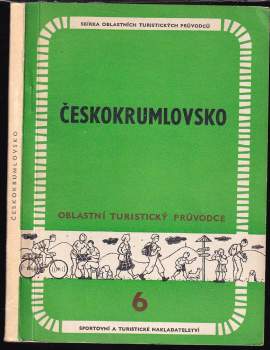 ČESKOKRUMLOVSKO
SBÍRKA OBLASTNÍCH TURISTICKÝCH PRŮVODCŮ
ČESKOKRUMLOVSKO
OBLASTNÍ TURISTICKÝ PRŮVODCE
6
SPORTOVNÍ A TURISTICKÉ NAKLADATELSTVÍ